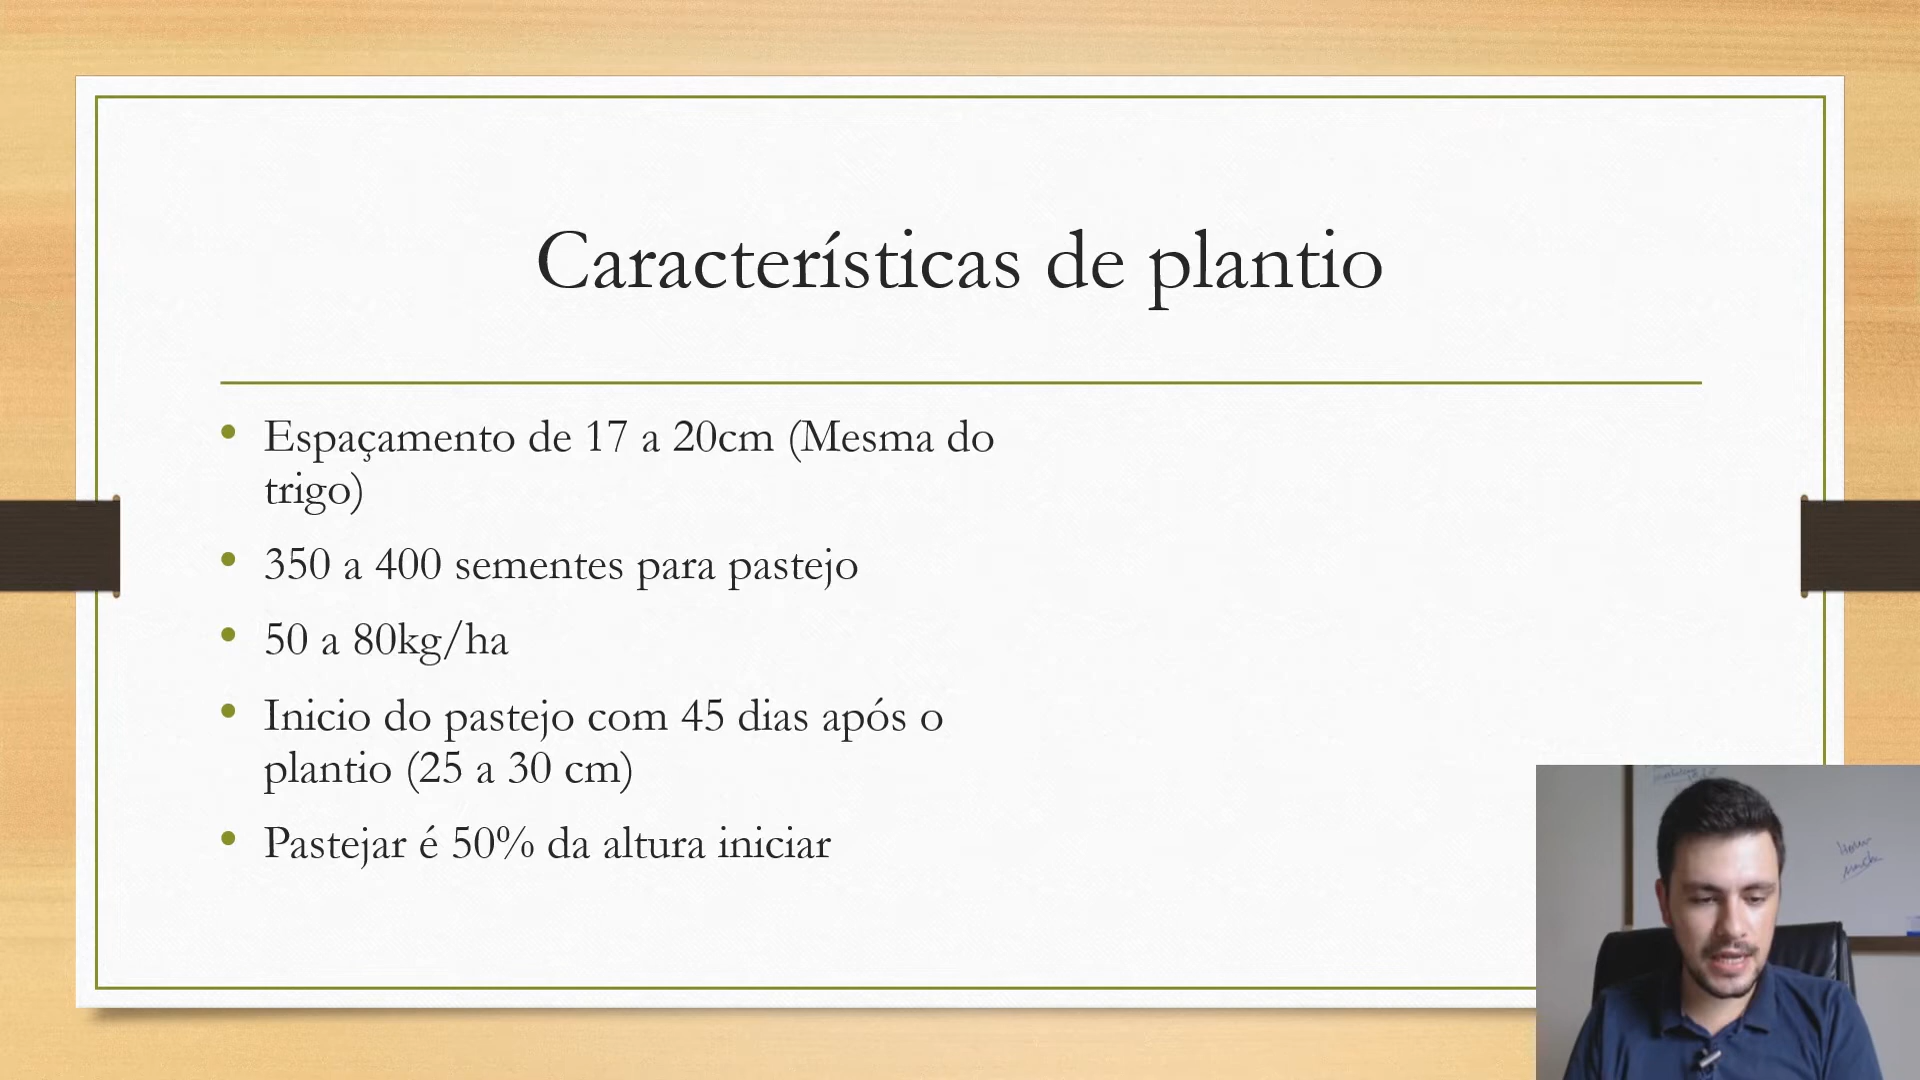 Características de plantio
Espaçamento de 17 a 20cm (Mesma do
trigo)
350 a 400 sementes para pastejo
50 a 80kg/ha
Inicio do pastejo com 45 dias após o
plantio (25 a 30 cm)
Pastejar é 50% da altura iniciar